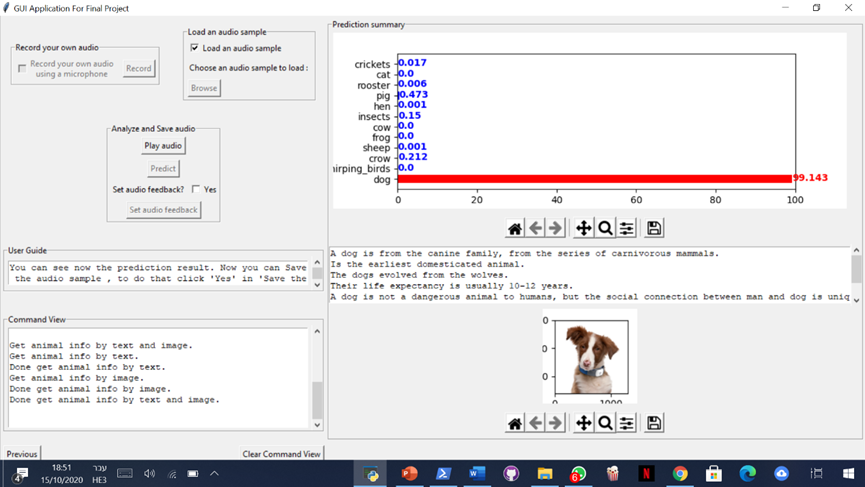 GUI Application For Final Project
Record your own audio
Record your own audio
using a microphone
Record
Load an audio sample
Load an audio sample
Choose an audio sample to load :
Browse
Analyze and Save audio
Play audio
Predict
Set audio feedback?
Yes
Set audio feedback
User Guide
You can see now the prediction result. Now you can Save
the audio sample , to do that click 'Yes' in 'Save the
Command View
Get animal info by text and image.
Get animal info by text.
Done get animal info by text.
Get animal info by image.
Done get animal info by image.
Done get animal info by text and image.
Previous
Clear Command View
Prediction summary
crickets 0.017
cat 0.0
rooster 0.006
pig 0.473
hen 0.001
insects 0.15
cow 0.0
frog 0.0
sheep 0.001
crow 0.212
hirping_birds 0.0
dog 99.143
0 20 40 60 80 100
A dog is from the canine family, from the series of carnivorous mammals.
Is the earliest domesticated animal.
The dogs evolved from the wolves.
Their life expectancy is usually 10-12 years.
A dog is not a dangerous animal to humans, but the social connection between man and dog is uniq
0
0
0
0 1000
4
18:51
15/10/2020
עבר
HE3
6
N